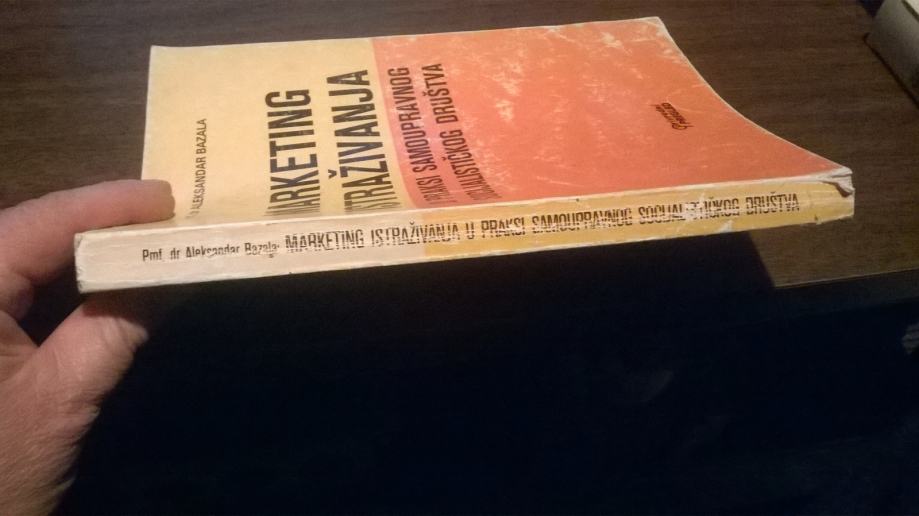 ALEKSANDAR BAZALA
MARKETING
ISTRAŽIVANJA
PRAKSI SAMOUPRAVNOG
SOCIJALISTIČKOG DRUŠTVA
Prof. dr Aleksandar Bazala: MARKETING ISTRAŽIVANJA U PRAKSI SAMOUPRAVNOG SOCIJALISTIČKOG DRUŠTVA